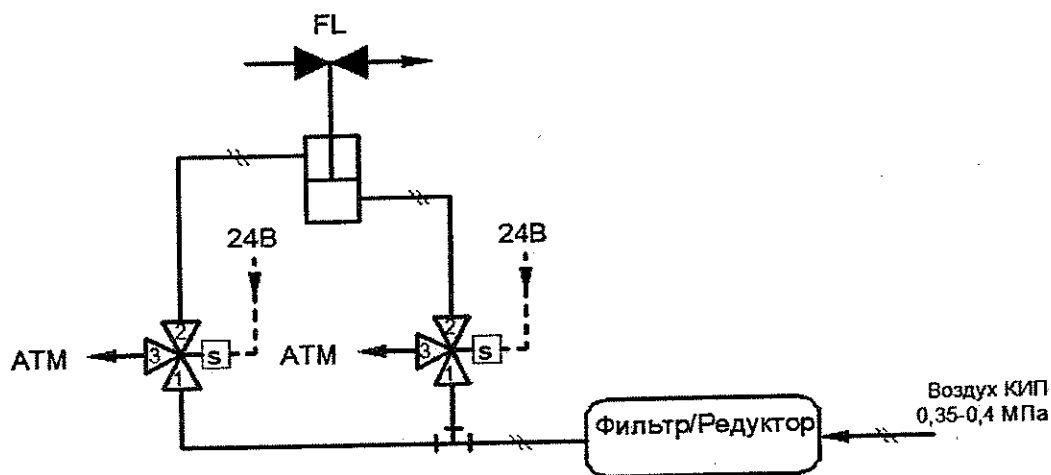 FL
24В
24В
2
2
АТМ
3
S
АТМ
3
S
1
1
Воздух КИП
0,35-0,4 МПа
Фильтр/Редуктор